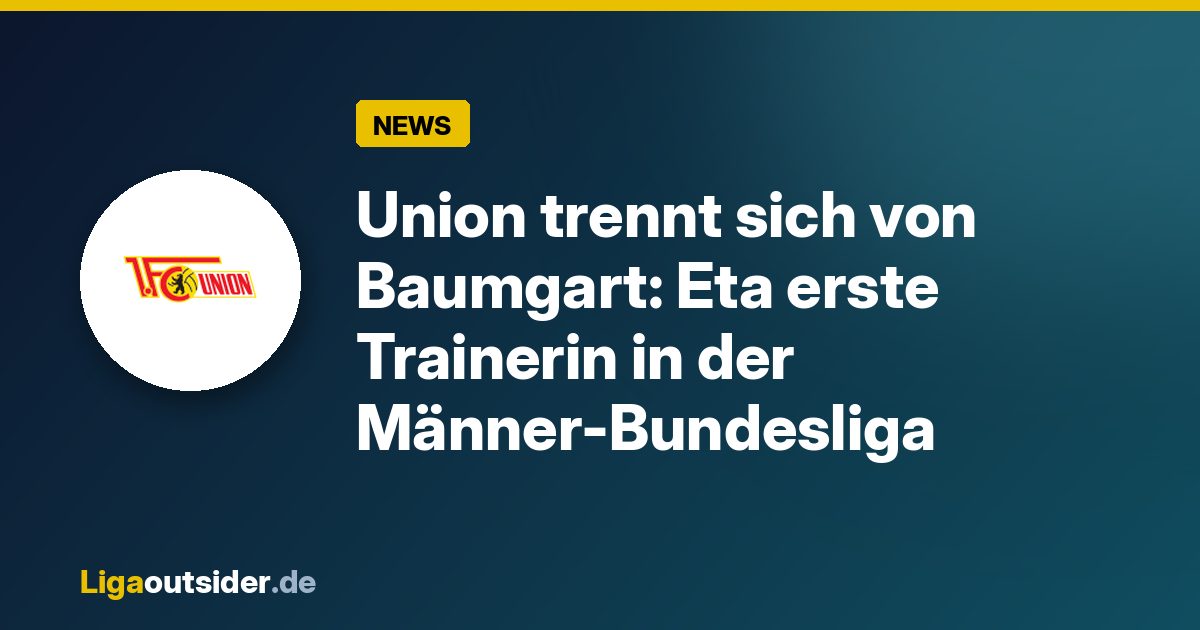 NEWS
1.FC UNION
Union trennt sich von
Baumgart: Eta erste
Trainerin in der
Männer-Bundesliga
Ligaoutsider.de